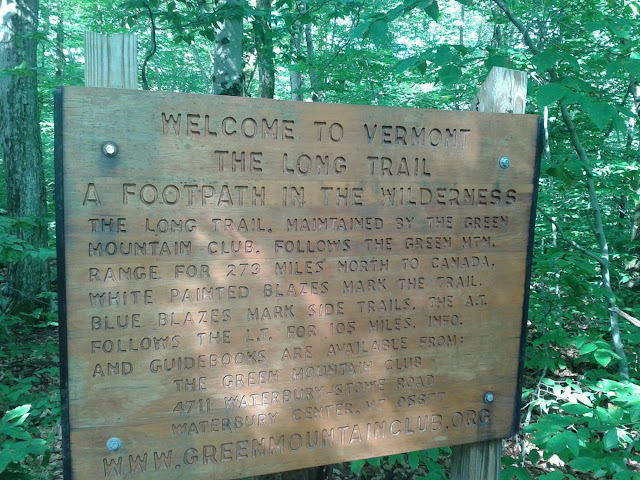 WELCOME TO VERMONT
THE LONG TRAIL
A FOOTPATH IN THE WILDERNESS
THE LONG TRAIL, MAINTAINED BY THE GREEN
MOUNTAIN CLUB, FOLLOWS THE GREEN MTN.
RANGE FOR 273 MILES NORTH TO CANADA.
WHITE PAINTED BLAZES MARK THE TRAIL.
BLUE BLAZES MARK SIDE TRAILS. THE A.T.
FOLLOWS THE L.T. FOR 105 MILES. INFO.
AND GUIDEBOOKS ARE AVAILABLE FROM:
THE GREEN MOUNTAIN CLUB
4711 WATERBURY-STOWE ROAD
WATERBURY CENTER, VT 05677
WWW.GREENMOUNTAINCLUB.ORG